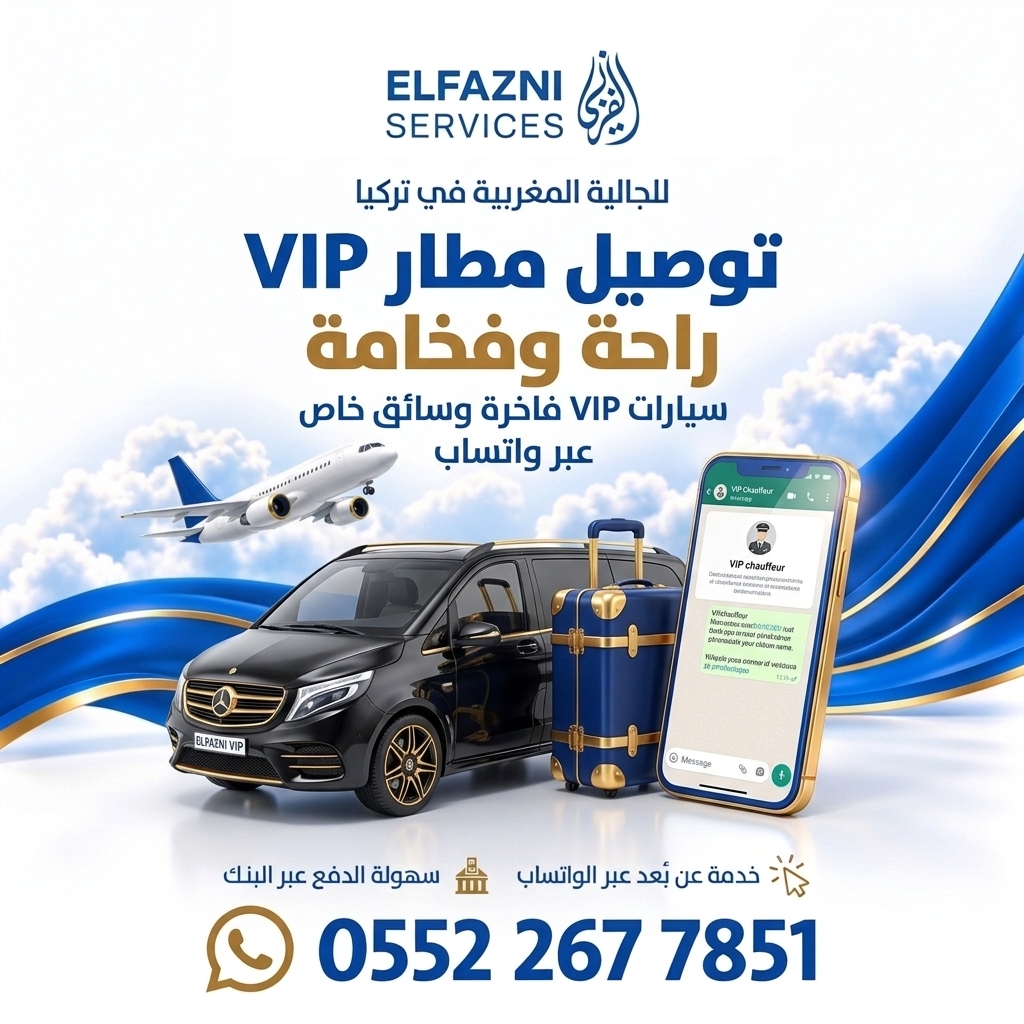 ELFAZNI
SERVICES
الفزني
للجالية المغربية في تركيا
توصيل مطار VIP
راحة وفخامة
سيارات VIP فاخرة وسائق خاص
عبر واتساب
VIP Chaolfeur
VIP chauffeur
Message
خدمة عن بُعد عبر الواتساب
سهولة الدفع عبر البنك
0552 267 7851